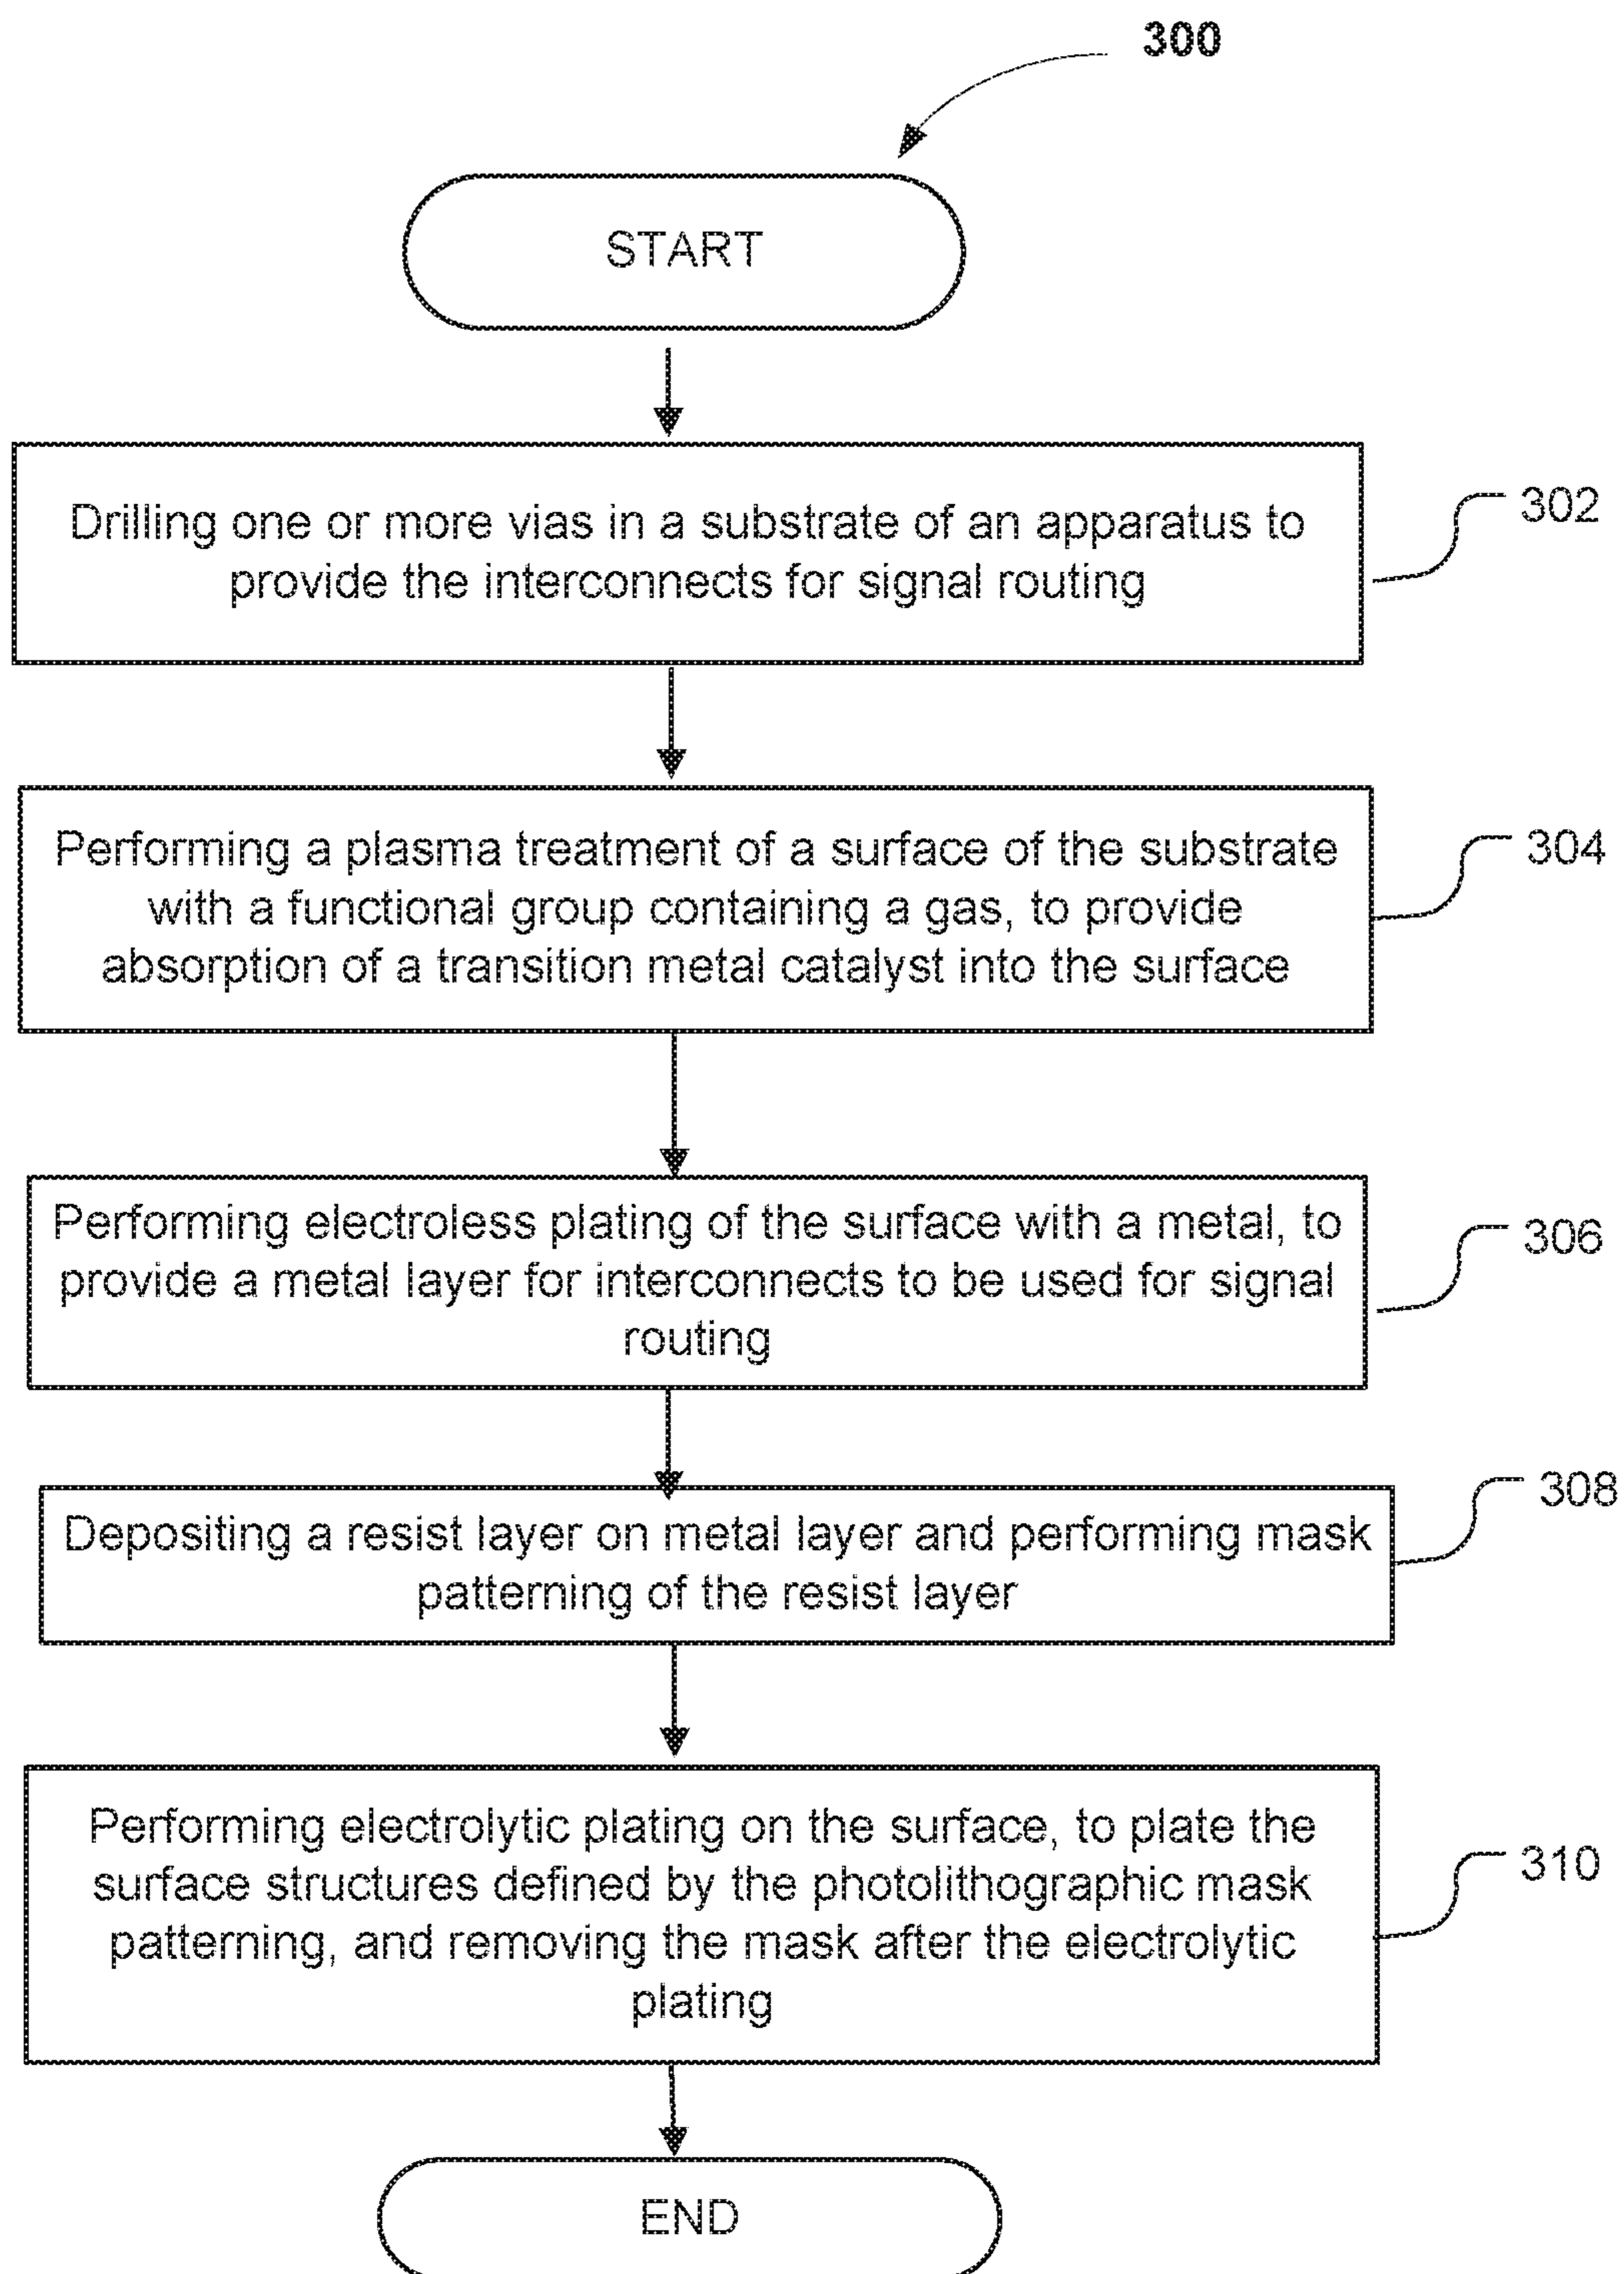 300
START
Drilling one or more vias in a substrate of an apparatus to
provide the interconnects for signal routing
302
Performing a plasma treatment of a surface of the substrate
with a functional group containing a gas, to provide
absorption of a transition metal catalyst into the surface
304
Performing electroless plating of the surface with a metal, to
provide a metal layer for interconnects to be used for signal
routing
306
Depositing a resist layer on metal layer and performing mask
patterning of the resist layer
308
Performing electrolytic plating on the surface, to plate the
surface structures defined by the photolithographic mask
patterning, and removing the mask after the electrolytic
plating
310
END